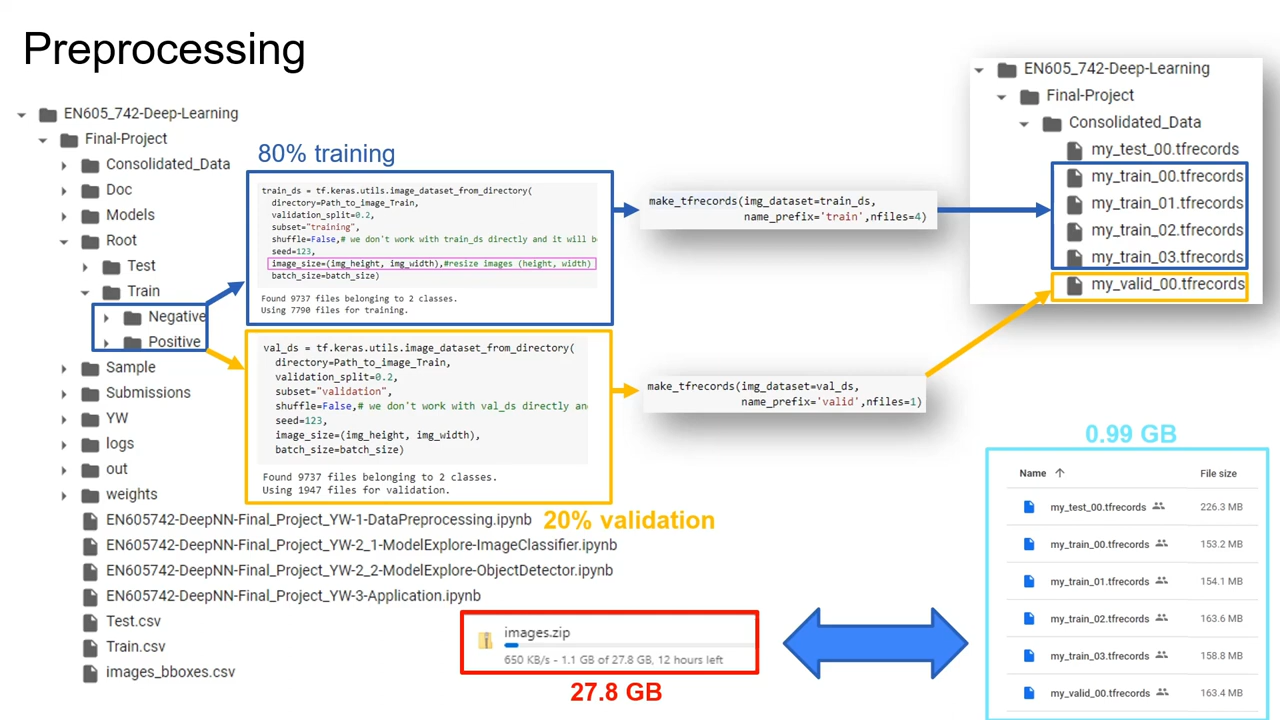 Preprocessing
EN605_742-Deep-Learning
Final-Project
Consolidated_Data
Doc
Models
Root
Test
Train
Negative
Positive
Sample
Submissions
YW
logs
out
weights
EN605742-DeepNN-Final_Project_YW-1-DataPreprocessing.ipynb
EN605742-DeepNN-Final_Project_YW-2_1-ModelExplore-ImageClassifier.ipynb
EN605742-DeepNN-Final_Project_YW-2_2-ModelExplore-ObjectDetector.ipynb
EN605742-DeepNN-Final_Project_YW-3-Application.ipynb
Test.csv
Train.csv
images_bboxes.csv
80% training
train_ds = tf.keras.utils.image_dataset_from_directory(
directory=Path_to_image_Train,
validation_split=0.2,
subset="training",
shuffle=False,# we don't work with train_ds directly and it will be
seed=123,
image_size=(img_height, img_width),#resize images (height, width)
batch_size=batch_size)
Found 9737 files belonging to 2 classes.
Using 7790 files for training.
val_ds = tf.keras.utils.image_dataset_from_directory(
directory=Path_to_image_Train,
validation_split=0.2,
subset="validation",
shuffle=False,# we don't work with val_ds directly and
seed=123,
image_size=(img_height, img_width),
batch_size=batch_size)
Found 9737 files belonging to 2 classes.
Using 1947 files for validation.
20% validation
make_tfrecords(img_dataset=train_ds,
name_prefix='train',nfiles=4)
make_tfrecords(img_dataset=val_ds,
name_prefix='valid',nfiles=1)
EN605_742-Deep-Learning
Final-Project
Consolidated_Data
my_test_00.tfrecords
my_train_00.tfrecords
my_train_01.tfrecords
my_train_02.tfrecords
my_train_03.tfrecords
my_valid_00.tfrecords
images.zip
650 KB/s - 1.1 GB of 27.8 GB, 12 hours left
27.8 GB
0.99 GB
Name File size
my_test_00.tfrecords 226.3 MB
my_train_00.tfrecords 153.2 MB
my_train_01.tfrecords 154.1 MB
my_train_02.tfrecords 163.6 MB
my_train_03.tfrecords 158.8 MB
my_valid_00.tfrecords 163.4 MB